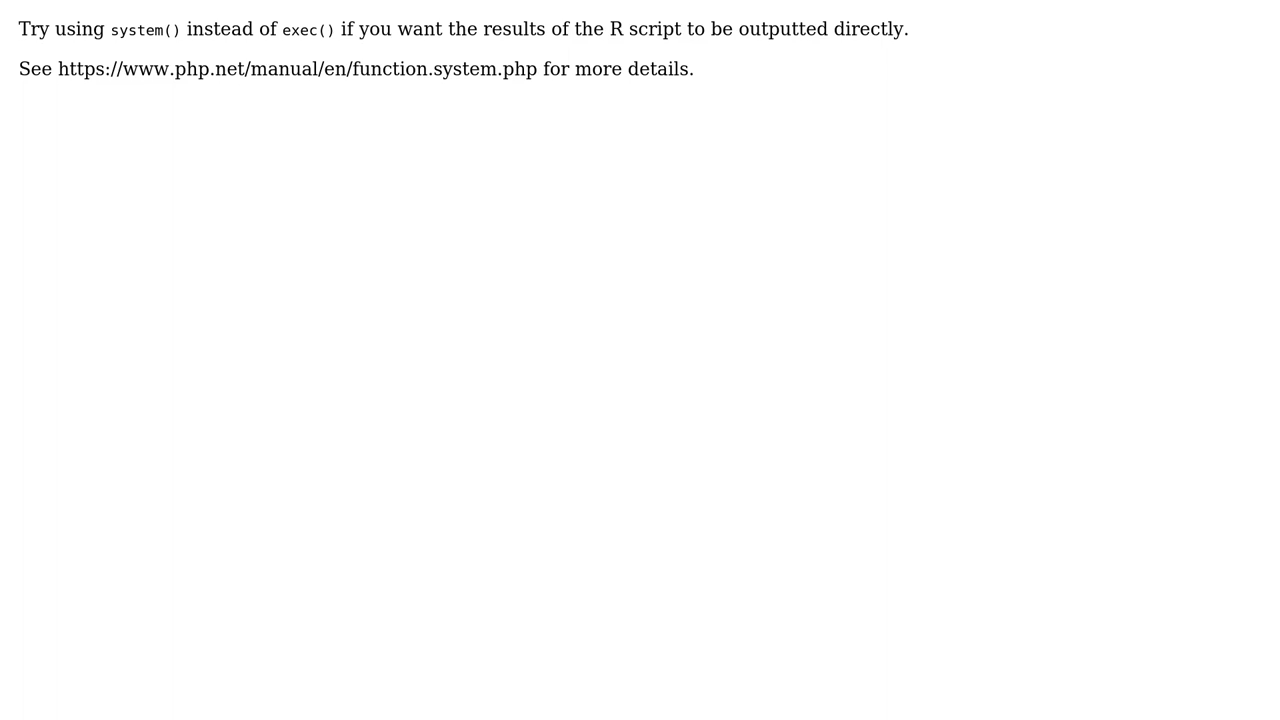 Try using system() instead of exec() if you want the results of the R script to be outputted directly.
See https://www.php.net/manual/en/function.system.php for more details.